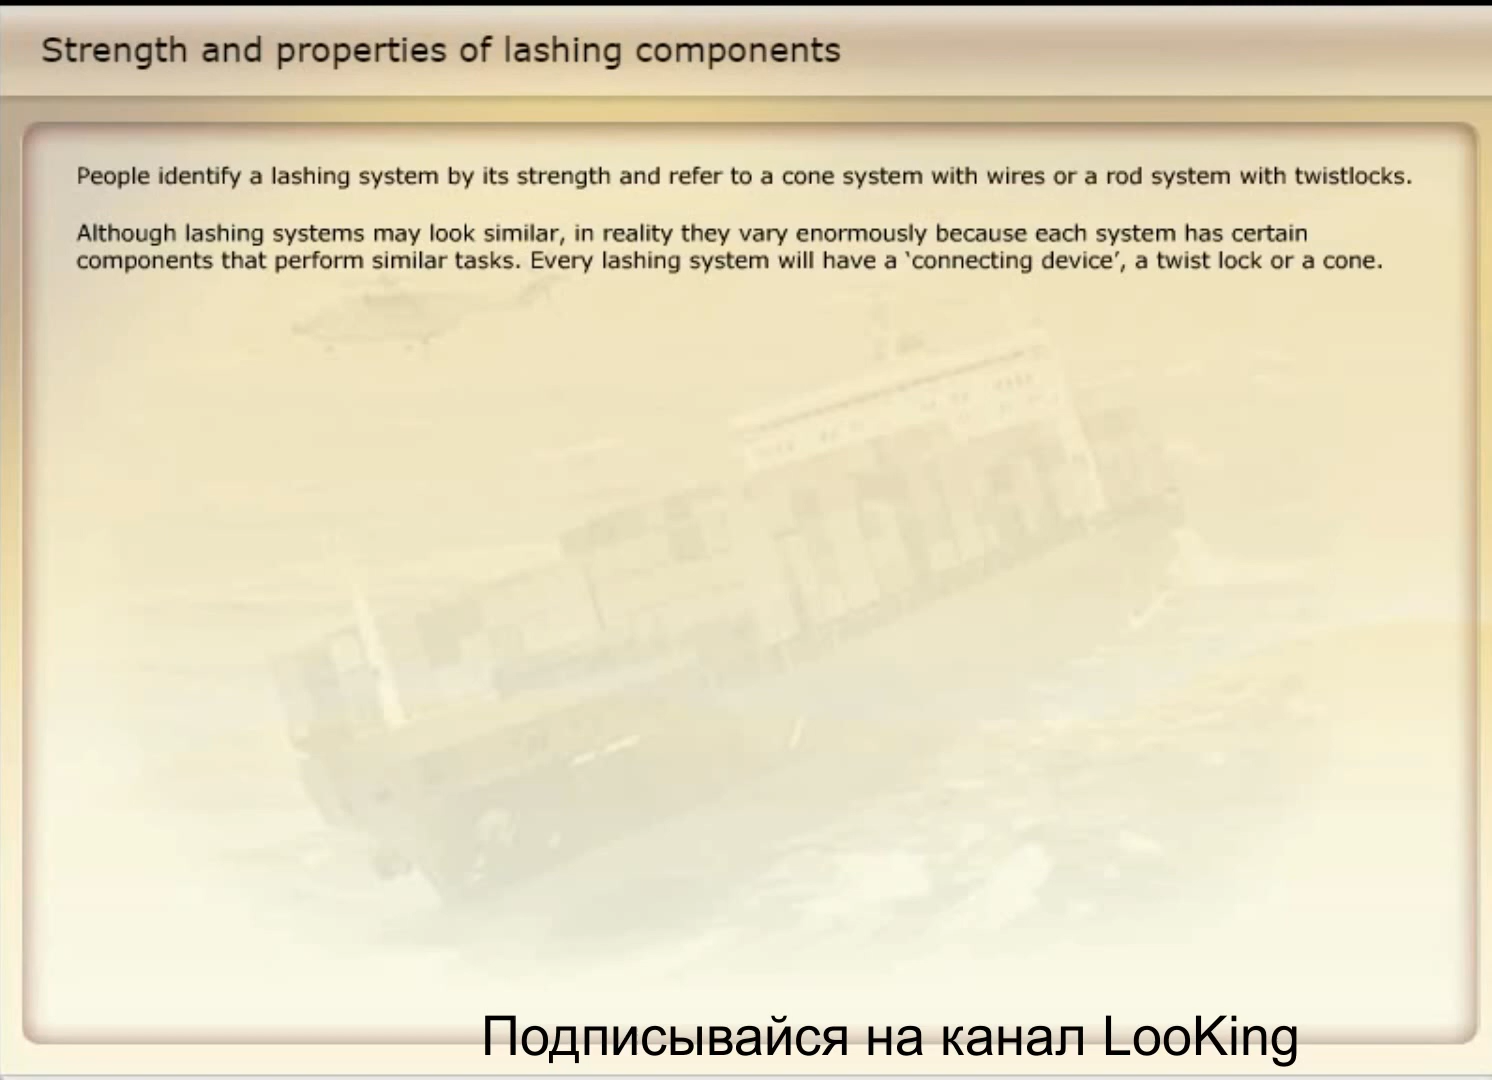 Strength and properties of lashing components
People identify a lashing system by its strength and refer to a cone system with wires or a rod system with twistlocks.
Although lashing systems may look similar, in reality they vary enormously because each system has certain
components that perform similar tasks. Every lashing system will have a ‘connecting device’, a twist lock or a cone.
Подписывайся на канал LooKing